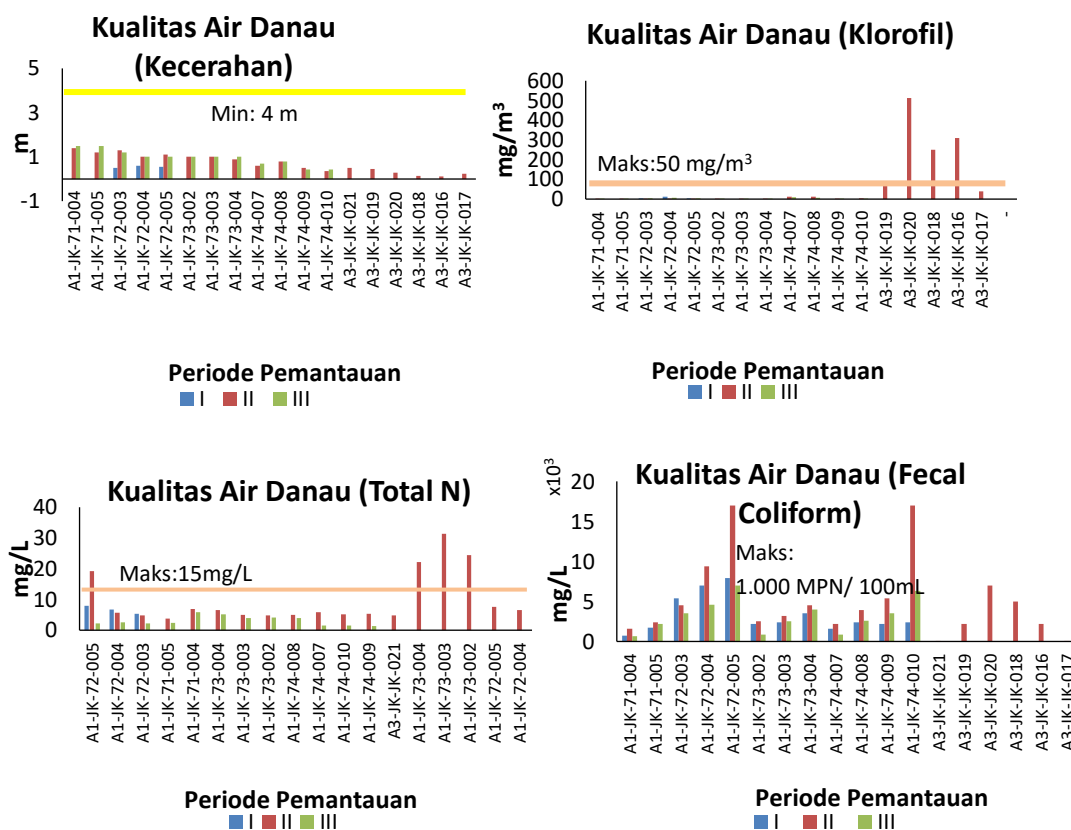 Kualitas Air Danau
(Kecerahan)
5
3
1
-1
m
Min: 4 m
A1-JK-71-004
A1-JK-71-005
A1-JK-72-003
A1-JK-72-004
A1-JK-72-005
A1-JK-73-002
A1-JK-73-003
A1-JK-73-004
A1-JK-74-007
A1-JK-74-008
A1-JK-74-009
A1-JK-74-010
A3-JK-JK-021
A3-JK-JK-019
A3-JK-JK-020
A3-JK-JK-018
A3-JK-JK-016
A3-JK-JK-017
Periode Pemantauan
I II III
Kualitas Air Danau (Klorofil)
600
500
400
300
200
100
0
mg/m³
Maks:50 mg/m³
A1-JK-71-004
A1-JK-71-005
A1-JK-72-003
A1-JK-72-004
A1-JK-72-005
A1-JK-73-002
A1-JK-73-003
A1-JK-73-004
A1-JK-74-007
A1-JK-74-008
A1-JK-74-009
A1-JK-74-010
A3-JK-JK-019
A3-JK-JK-020
A3-JK-JK-018
A3-JK-JK-016
A3-JK-JK-017
-
Periode Pemantauan
I II III
Kualitas Air Danau (Total N)
40
30
20
10
0
mg/L
Maks:15mg/L
A1-JK-72-005
A1-JK-72-004
A1-JK-72-003
A1-JK-71-005
A1-JK-71-004
A1-JK-73-004
A1-JK-73-003
A1-JK-73-002
A1-JK-74-008
A1-JK-74-007
A1-JK-74-010
A1-JK-74-009
A3-JK-JK-021
A1-JK-73-004
A1-JK-73-003
A1-JK-73-002
A1-JK-72-005
A1-JK-72-004
Periode Pemantauan
I II III
Kualitas Air Danau (Fecal
Coliform)
x10³
20
15
10
5
0
mg/L
Maks:
1.000 MPN/ 100mL
A1-JK-71-004
A1-JK-71-005
A1-JK-72-003
A1-JK-72-004
A1-JK-72-005
A1-JK-73-002
A1-JK-73-003
A1-JK-73-004
A1-JK-74-007
A1-JK-74-008
A1-JK-74-009
A1-JK-74-010
A3-JK-JK-021
A3-JK-JK-019
A3-JK-JK-020
A3-JK-JK-018
A3-JK-JK-016
A3-JK-JK-017
Periode Pemantauan
I II III